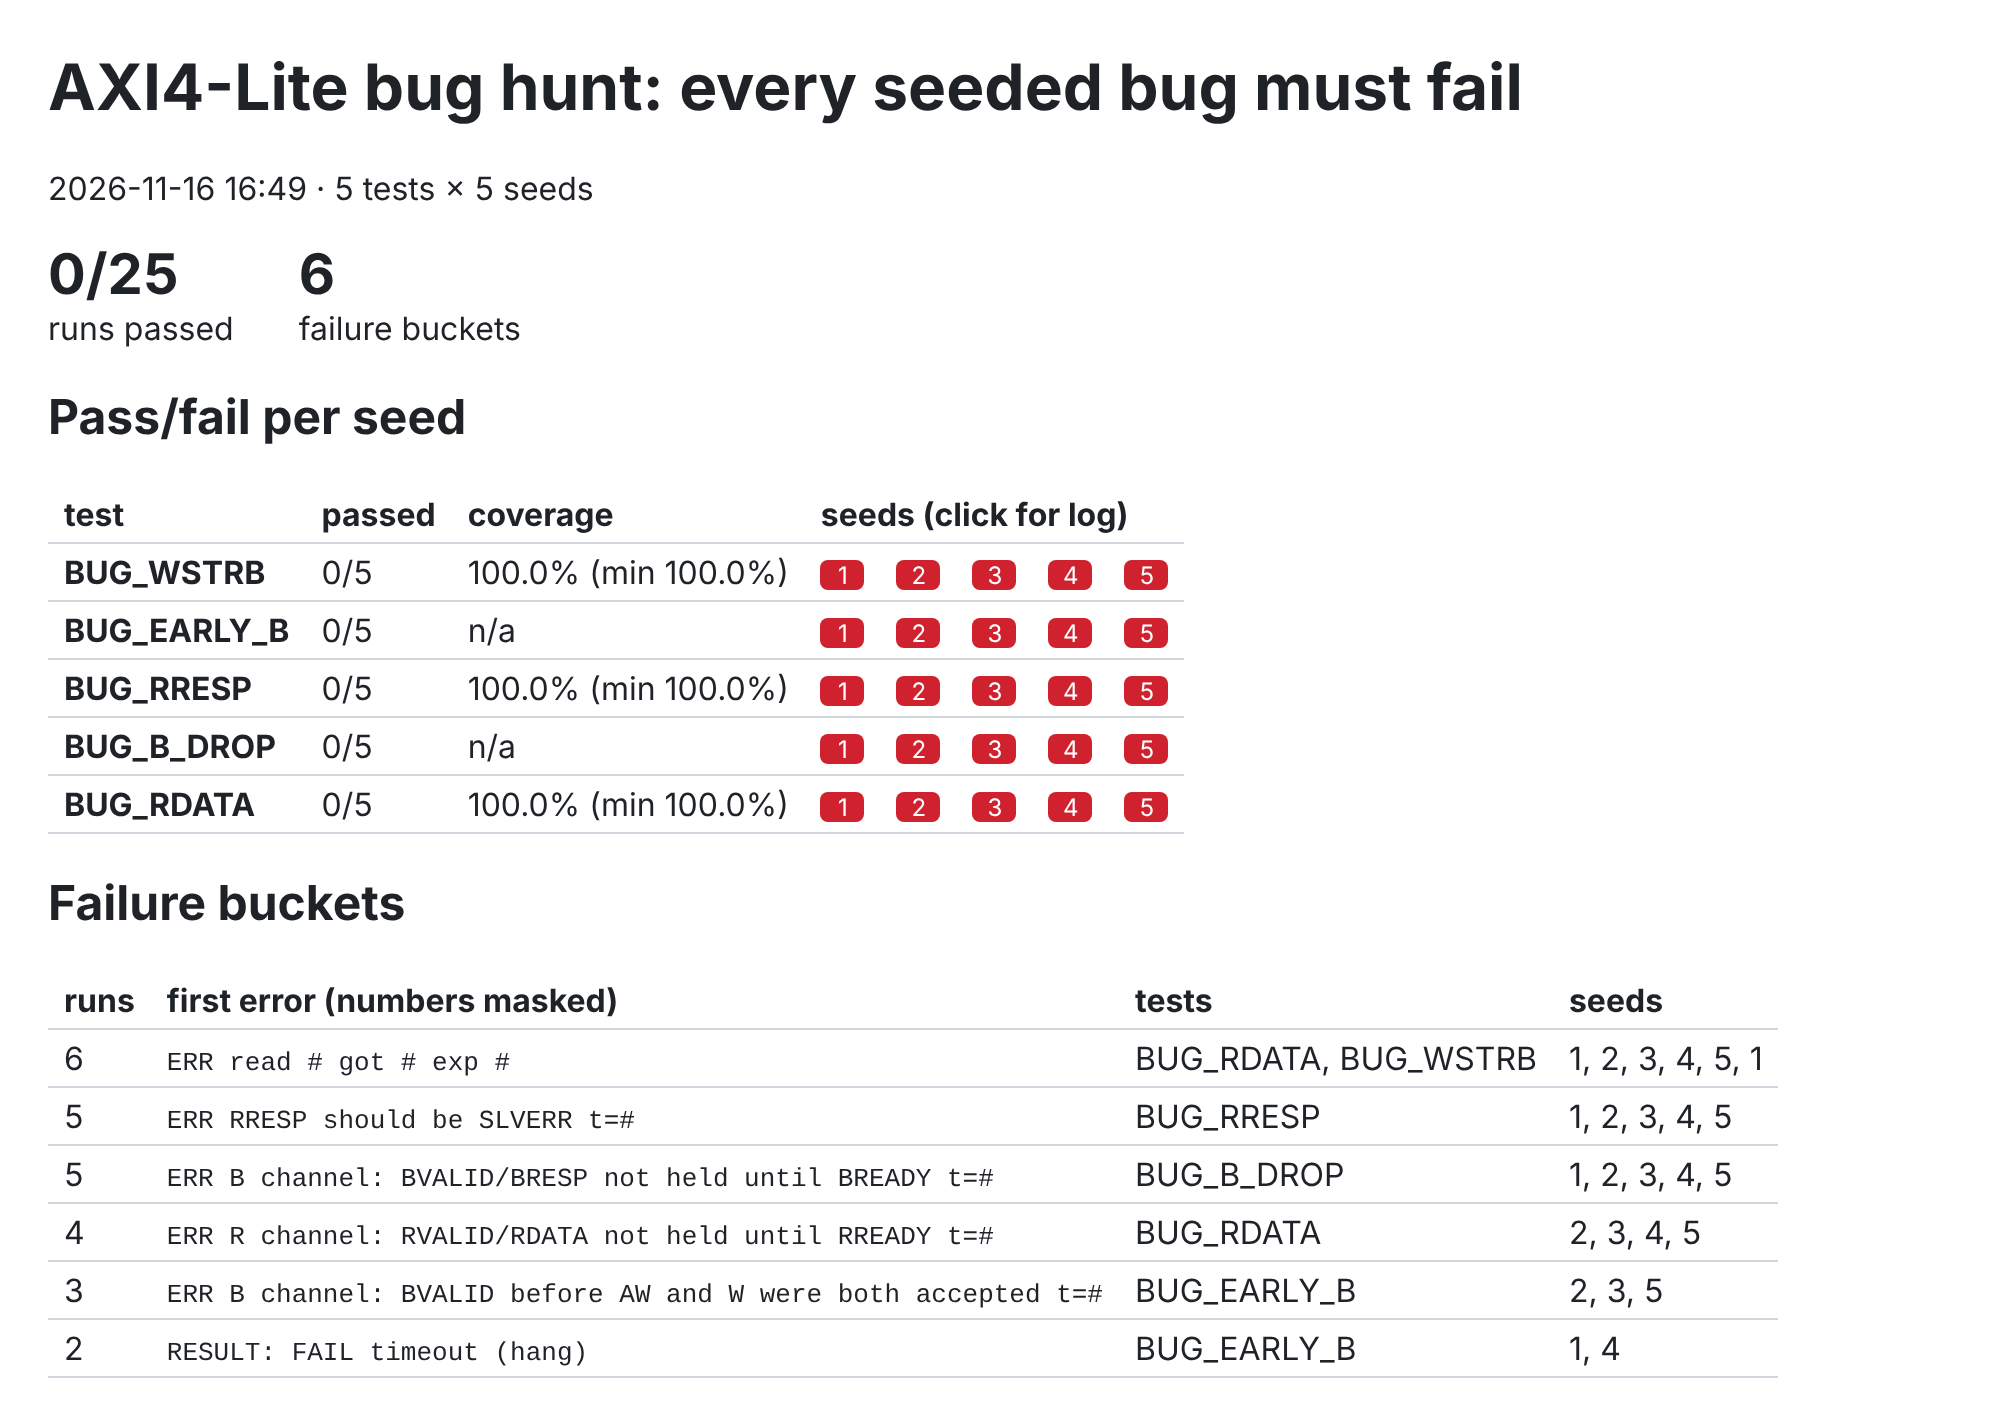 AXI4-Lite bug hunt: every seeded bug must fail
2026-11-16 16:49 · 5 tests × 5 seeds
0/25 6
runs passed failure buckets
Pass/fail per seed
test passed coverage seeds (click for log)
BUG_WSTRB 0/5 100.0% (min 100.0%) 1 2 3 4 5
BUG_EARLY_B 0/5 n/a 1 2 3 4 5
BUG_RRESP 0/5 100.0% (min 100.0%) 1 2 3 4 5
BUG_B_DROP 0/5 n/a 1 2 3 4 5
BUG_RDATA 0/5 100.0% (min 100.0%) 1 2 3 4 5
Failure buckets
runs first error (numbers masked) tests seeds
6 ERR read # got # exp # BUG_RDATA, BUG_WSTRB 1, 2, 3, 4, 5, 1
5 ERR RRESP should be SLVERR t=# BUG_RRESP 1, 2, 3, 4, 5
5 ERR B channel: BVALID/BRESP not held until BREADY t=# BUG_B_DROP 1, 2, 3, 4, 5
4 ERR R channel: RVALID/RDATA not held until RREADY t=# BUG_RDATA 2, 3, 4, 5
3 ERR B channel: BVALID before AW and W were both accepted t=# BUG_EARLY_B 2, 3, 5
2 RESULT: FAIL timeout (hang) BUG_EARLY_B 1, 4